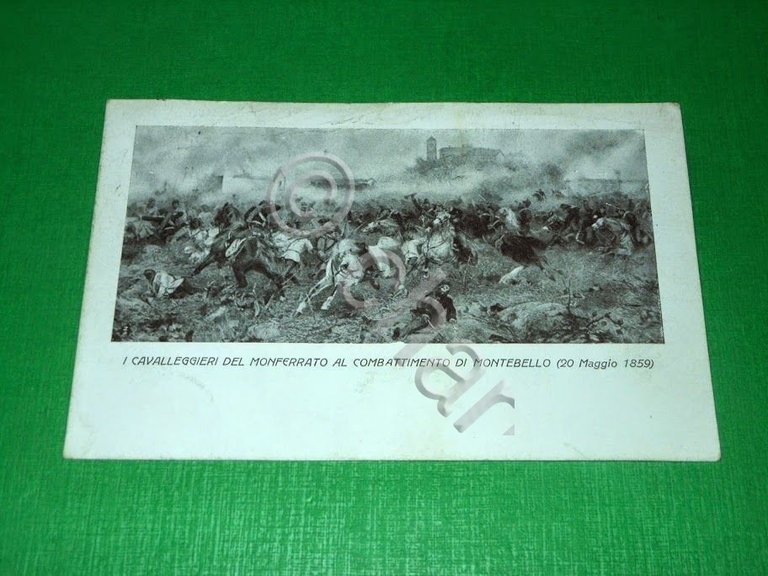 I CAVALLEGGIERI DEL MONFERRATO AL COMBATTIMENTO DI MONTEBELLO (20 Maggio 1859)